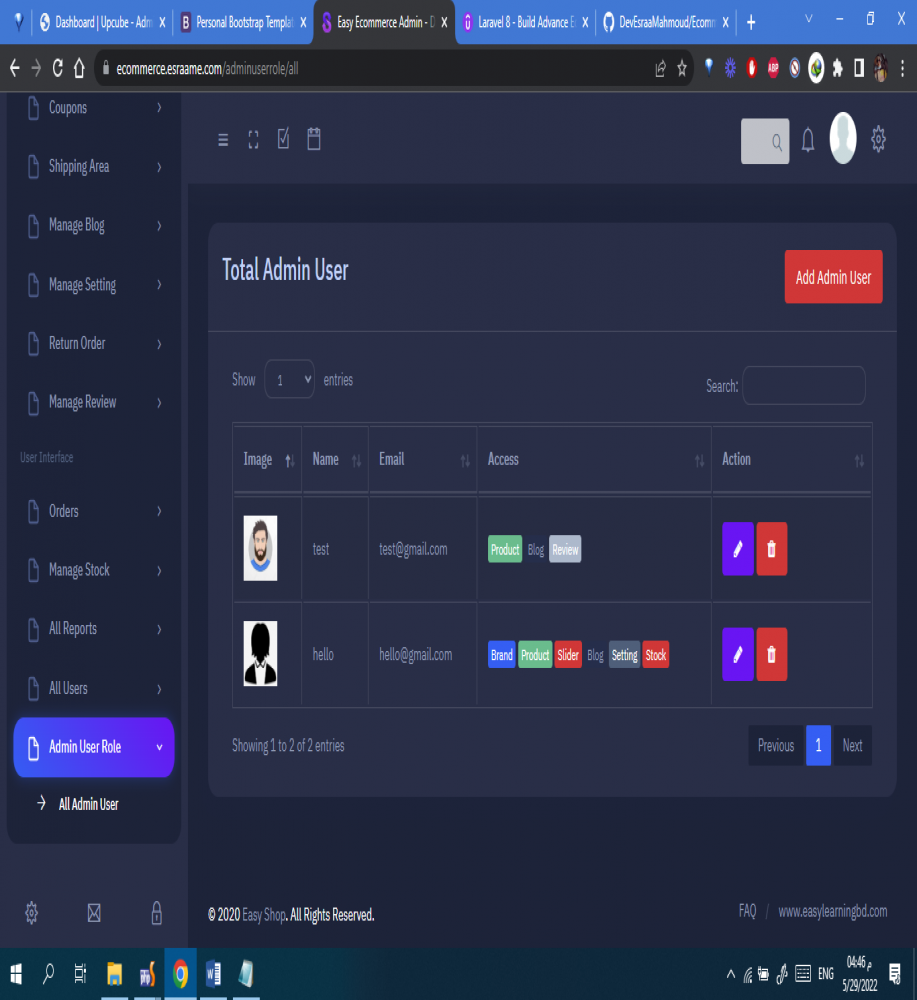 Dashboard | Upcube - Adm
Personal Bootstrap Templat
Easy Ecommerce Admin - D
Laravel 8 - Build Advance E
DevEsraaMahmoud/Ecomm
ecommerce.esraame.com/adminuserrole/all
ABP
Coupons
Shipping Area
Manage Blog
Manage Setting
Return Order
Manage Review
User Interface
Orders
Manage Stock
All Reports
All Users
Admin User Role
All Admin User
Total Admin User
Add Admin User
Show 1 entries
Search:
Image Name Email Access Action
test test@gmail.com Product Blog Review
hello hello@gmail.com Brand Product Slider Blog Setting Stock
Showing 1 to 2 of 2 entries
Previous 1 Next
© 2020 Easy Shop. All Rights Reserved.
FAQ / www.easylearningbd.com
ENG
04:46 م
5/29/2022